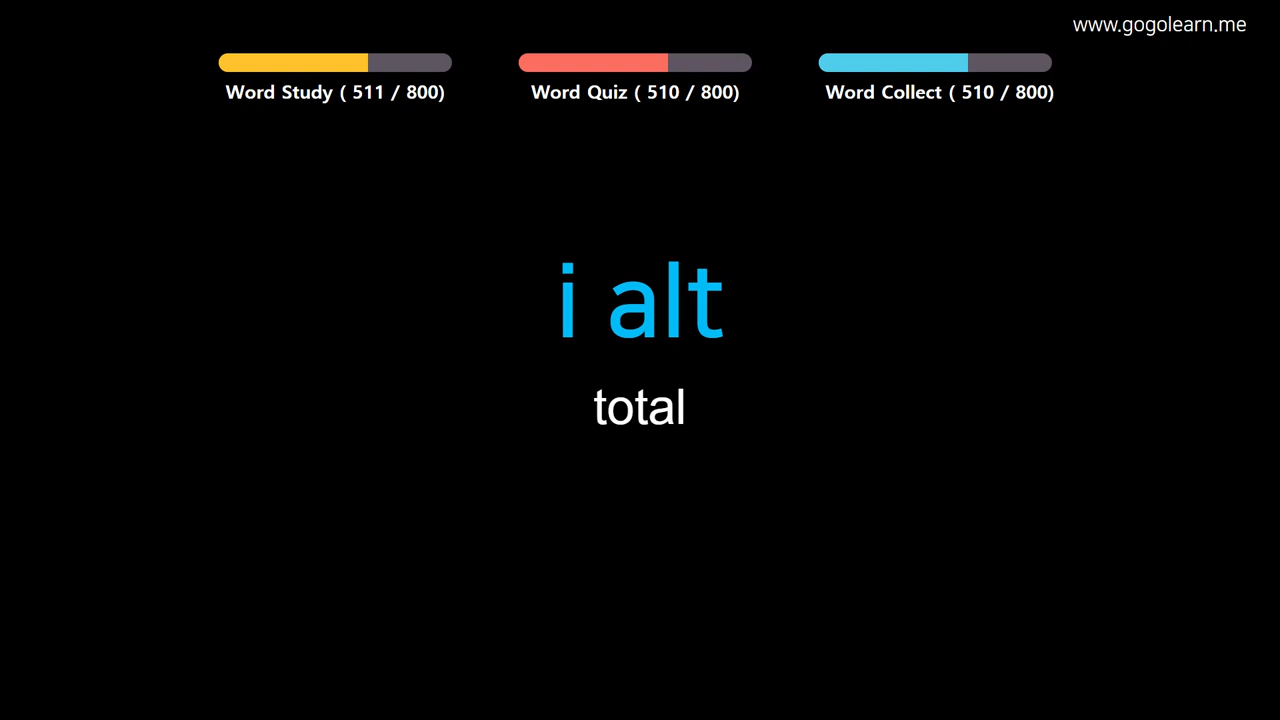 www.gogolearn.me
Word Study ( 511 / 800)
Word Quiz ( 510 / 800)
Word Collect ( 510 / 800)
i alt
total